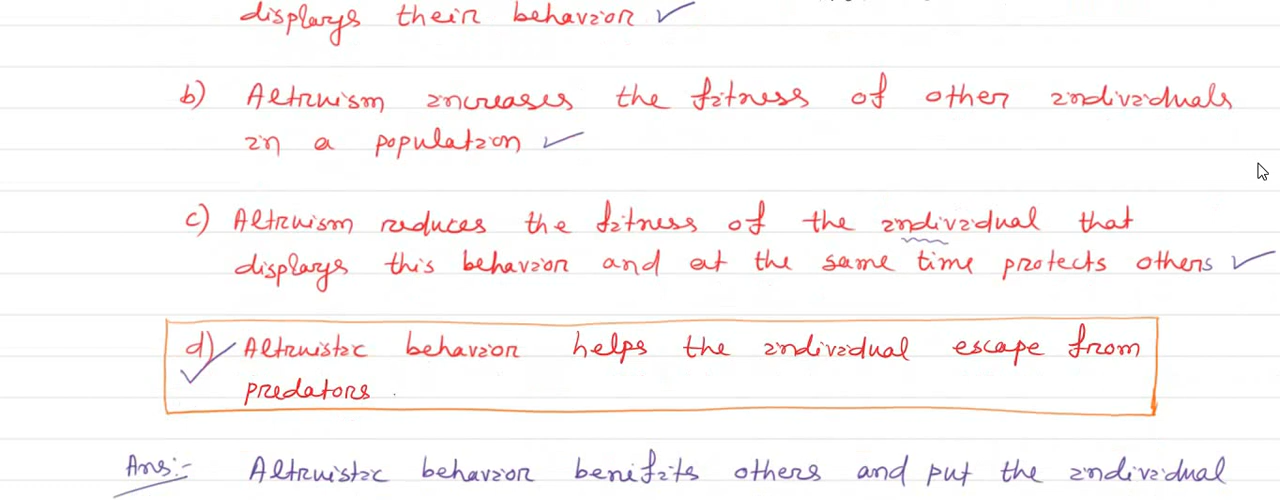 displays their behavior
b) Altruism increases the fitness of other individuals
in a population
c) Altruism reduces the fitness of the individual that
displays this behavior and at the same time protects others
d) Altruistic behavior helps the individual escape from
predators.
Ans:- Altruistic behavior benifits others and put the individual